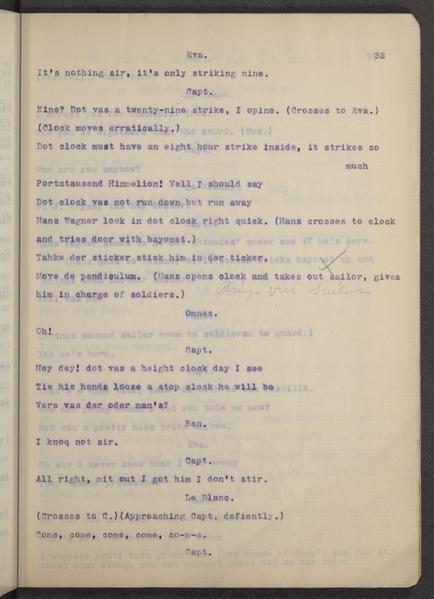 Eva.
32
It's nothing sir, it's only striking nine.
Capt.
Nine? Dot vas a twenty-nine strike, I opine. (Crosses to Eva.)
(Clock moves erratically.)
Dot clock must have an eight hour strike inside, it strikes so
much
Portztausend Himmelion! Vell I should say
Dot clock vas not run down but run away
Hans Wagner look in dot clock right quick. (Hans crosses to clock
and tries door with bayonet.)
Tahke der sticker stick him in der ticker.
Move de pendiculum. (Hans opens clock and takes out sailor, gives
him in charge of soldiers.)
Brings out Sailor
Omnes.
Oh!
Capt.
Hey dey! dot vas a height clock day I see
Tie his hands loose a stop clock he will be
Vere vas der oder man's?
Ben.
I knoq not sir.
Capt.
All right, mit out I got him I don't stir.
Le Blanc.
(Crosses to C.)(Approaching Capt. defiently.)
Come, come, come, come, co-m-e.
Capt.